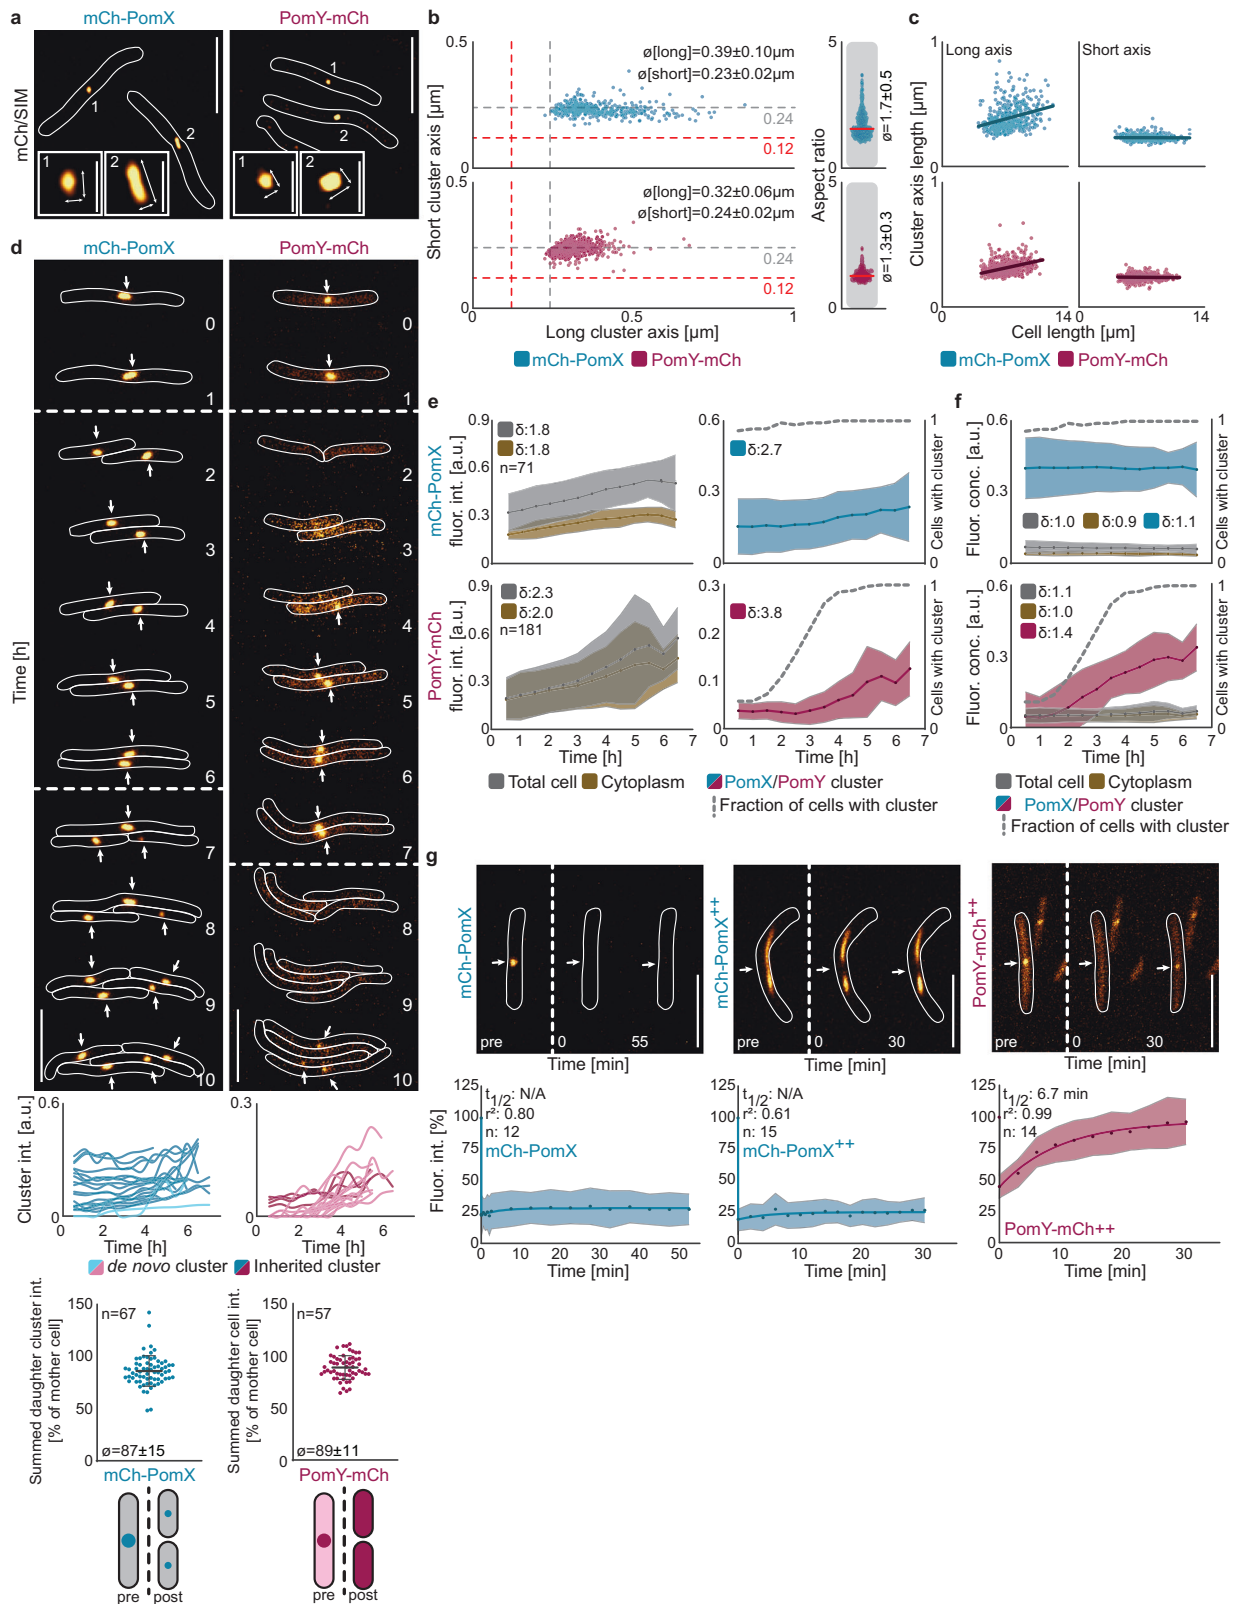 a
mCh-PomX
PomY-mCh
mCh/SIM
1
2
1
2
1
2
1
2
b
Short cluster axis [µm]
0.5
ø[long]=0.39±0.10µm
ø[short]=0.23±0.02µm
0.24
0.12
0
0.5
ø[long]=0.32±0.06µm
ø[short]=0.24±0.02µm
0.24
0.12
0
0
0.5
1
Long cluster axis [µm]
Aspect ratio
5
ø=1.7±0.5
0
5
ø=1.3±0.3
0
mCh-PomX
PomY-mCh
c
Cluster axis length [µm]
1
Long axis
Short axis
0
1
0
0
14
0
14
Cell length [µm]
mCh-PomX
PomY-mCh
d
mCh-PomX
PomY-mCh
Time [h]
0
0
1
1
2
2
3
3
4
4
5
5
6
6
7
7
8
8
9
9
10
10
Cluster int. [a.u.]
0.6
0
0
2
4
6
Time [h]
0.3
0
0
2
4
6
Time [h]
de novo cluster
Inherited cluster
Summed daughter cluster int.
[% of mother cell]
150
100
50
0
n=67
ø=87±15
mCh-PomX
pre
post
Summed daughter cell int.
[% of mother cell]
150
100
50
0
n=57
ø=89±11
PomY-mCh
pre
post
e
mCh-PomX
fluor. int. [a.u.]
0.9
0.6
0.3
0
δ:1.8
δ:1.8
n=71
0.6
0.3
0
δ:2.7
1
0
Cells with cluster
PomY-mCh
fluor. int. [a.u.]
0.9
0.6
0.3
0
δ:2.3
δ:2.0
n=181
0
1
2
3
4
5
6
7
Time [h]
0.3
0.2
0.1
0
δ:3.8
1
0
Cells with cluster
0
1
2
3
4
5
6
7
Time [h]
Total cell
Cytoplasm
PomX/PomY cluster
Fraction of cells with cluster
f
Fluor. conc. [a.u.]
0.6
0.3
0
δ:1.0
δ:0.9
δ:1.1
1
0
Cells with cluster
Fluor. conc. [a.u.]
0.6
0.3
0
δ:1.1
δ:1.0
δ:1.4
1
0
Cells with cluster
0
1
2
3
4
5
6
7
Time [h]
Total cell
Cytoplasm
PomX/PomY cluster
Fraction of cells with cluster
g
mCh-PomX
pre
0
55
Time [min]
mCh-PomX++
pre
0
30
Time [min]
PomY-mCh++
pre
0
30
Time [min]
Fluor. int. [%]
125
100
75
50
25
0
t1/2: N/A
r²: 0.80
n: 12
mCh-PomX
0
10
20
30
40
50
Time [min]
125
100
75
50
25
0
t1/2: N/A
r²: 0.61
n: 15
mCh-PomX++
0
10
20
30
Time [min]
125
100
75
50
25
0
t1/2: 6.7 min
r²: 0.99
n: 14
PomY-mCh++
0
10
20
30
Time [min]